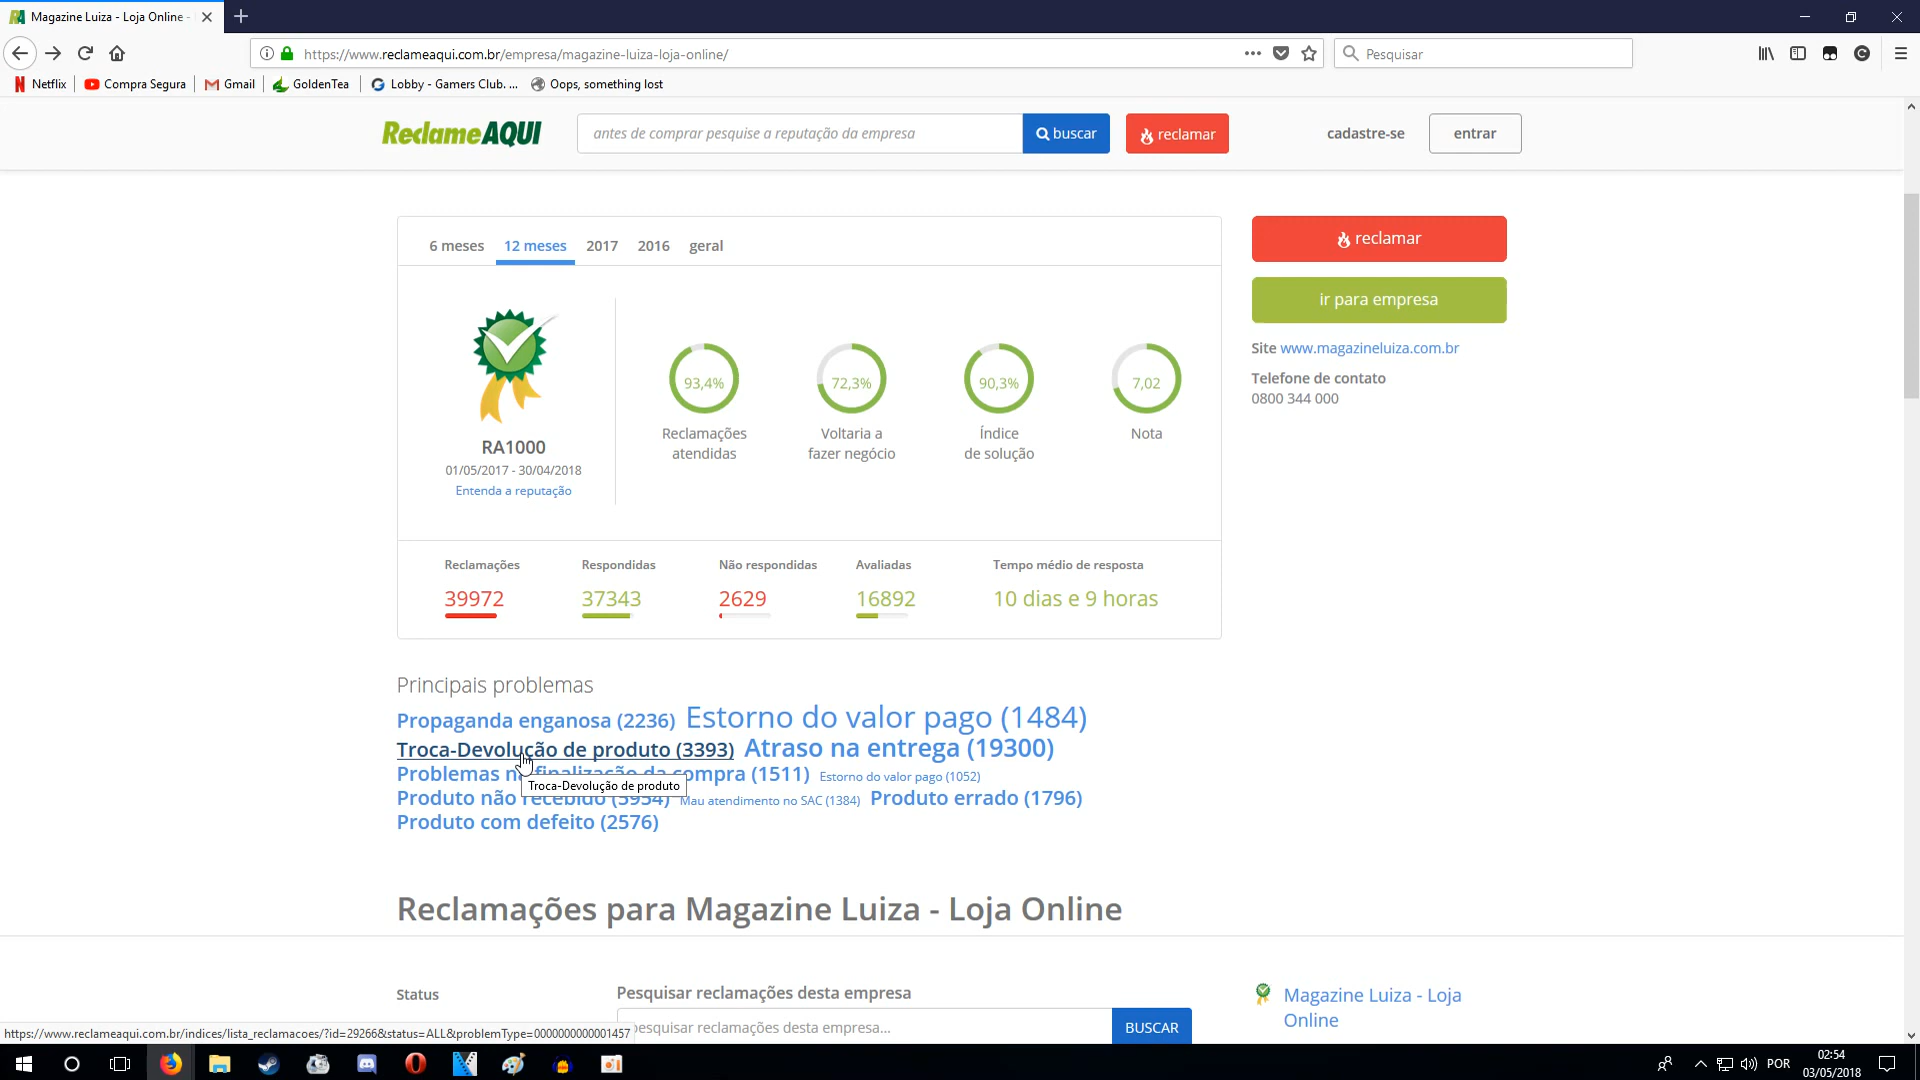 Magazine Luiza - Loja Online -
https://www.reclameaqui.com.br/empresa/magazine-luiza-loja-online/
Pesquisar
Netflix
Compra Segura
Gmail
GoldenTea
Lobby - Gamers Club. ...
Oops, something lost
ReclameAQUI
antes de comprar pesquise a reputação da empresa
buscar
reclamar
cadastre-se
entrar
6 meses
12 meses
2017
2016
geral
reclamar
ir para empresa
Site www.magazineluiza.com.br
Telefone de contato
0800 344 000
RA1000
01/05/2017 - 30/04/2018
Entenda a reputação
93,4%
Reclamações
atendidas
72,3%
Voltaria a
fazer negócio
90,3%
Índice
de solução
7,02
Nota
Reclamações
39972
Respondidas
37343
Não respondidas
2629
Avaliadas
16892
Tempo médio de resposta
10 dias e 9 horas
Principais problemas
Propaganda enganosa (2236) Estorno do valor pago (1484)
Troca-Devolução de produto (3393) Atraso na entrega (19300)
Problemas na finalização da compra (1511) Estorno do valor pago (1052)
Troca-Devolução de produto
Produto não recebido (5954) Mau atendimento no SAC (1384) Produto errado (1796)
Produto com defeito (2576)
Reclamações para Magazine Luiza - Loja Online
Status
Pesquisar reclamações desta empresa
pesquisar reclamações desta empresa...
BUSCAR
Magazine Luiza - Loja
Online
https://www.reclameaqui.com.br/indices/lista_reclamacoes/?id=29266&status=ALL&problemType=0000000000001457
POR
02:54
03/05/2018